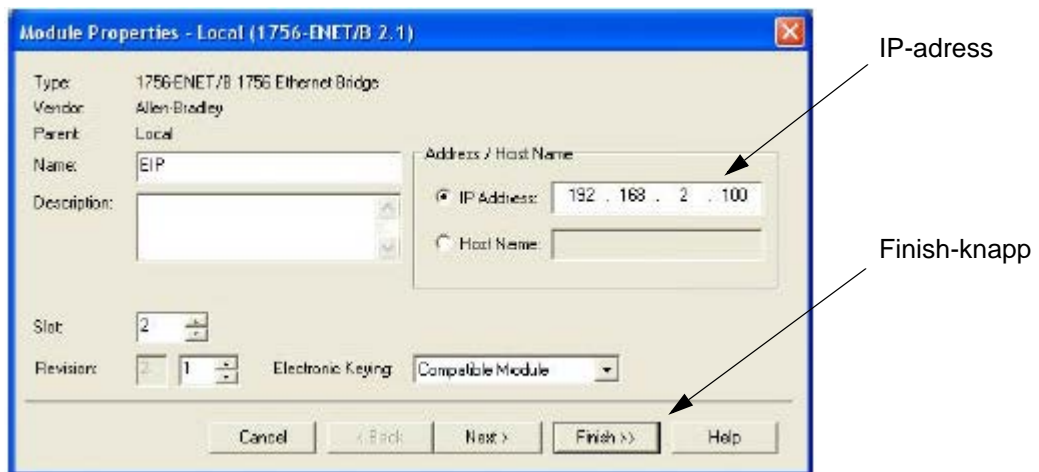 Module Properties - Local (1756-ENET/B 2.1)
IP-adress
Type: 1756-ENET/B 1756 Ethernet Bridge
Vendor: Allen-Bradley
Parent: Local
Name: EIP
Address / Host Name
IP Address: 192 . 168 . 2 . 100
Description:
Host Name:
Finish-knapp
Slot: 2
Revision: 2 1 Electronic Keying: Compatible Module
Cancel < Back Next > Finish >> Help